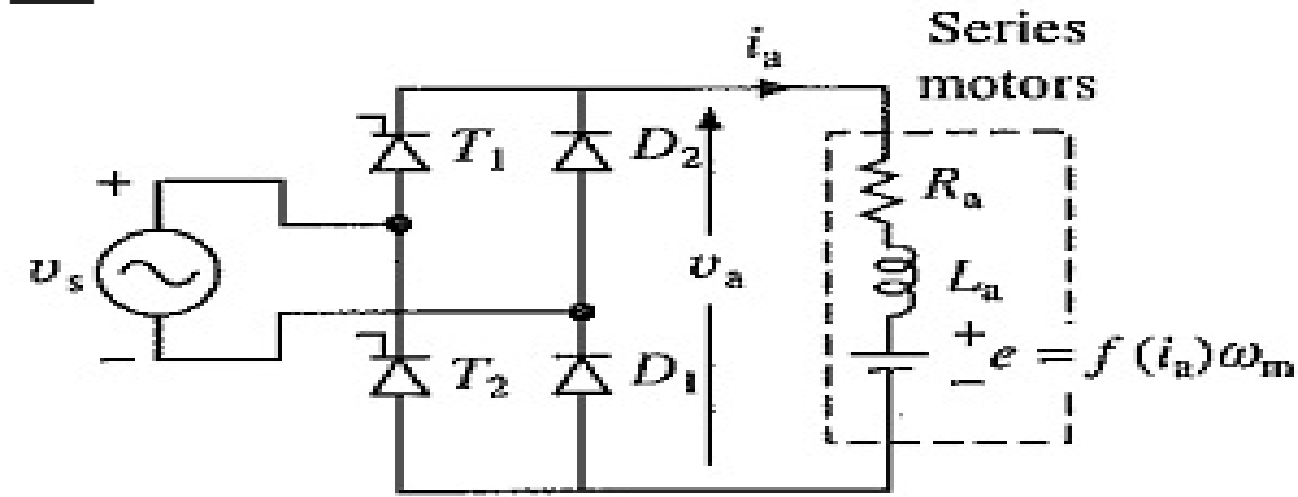 Series
motors
i_a
T_1
D_2
R_a
+
v_s
v_a
L_a
−
T_2
D_1
+
− e = f (i_a)ω_m